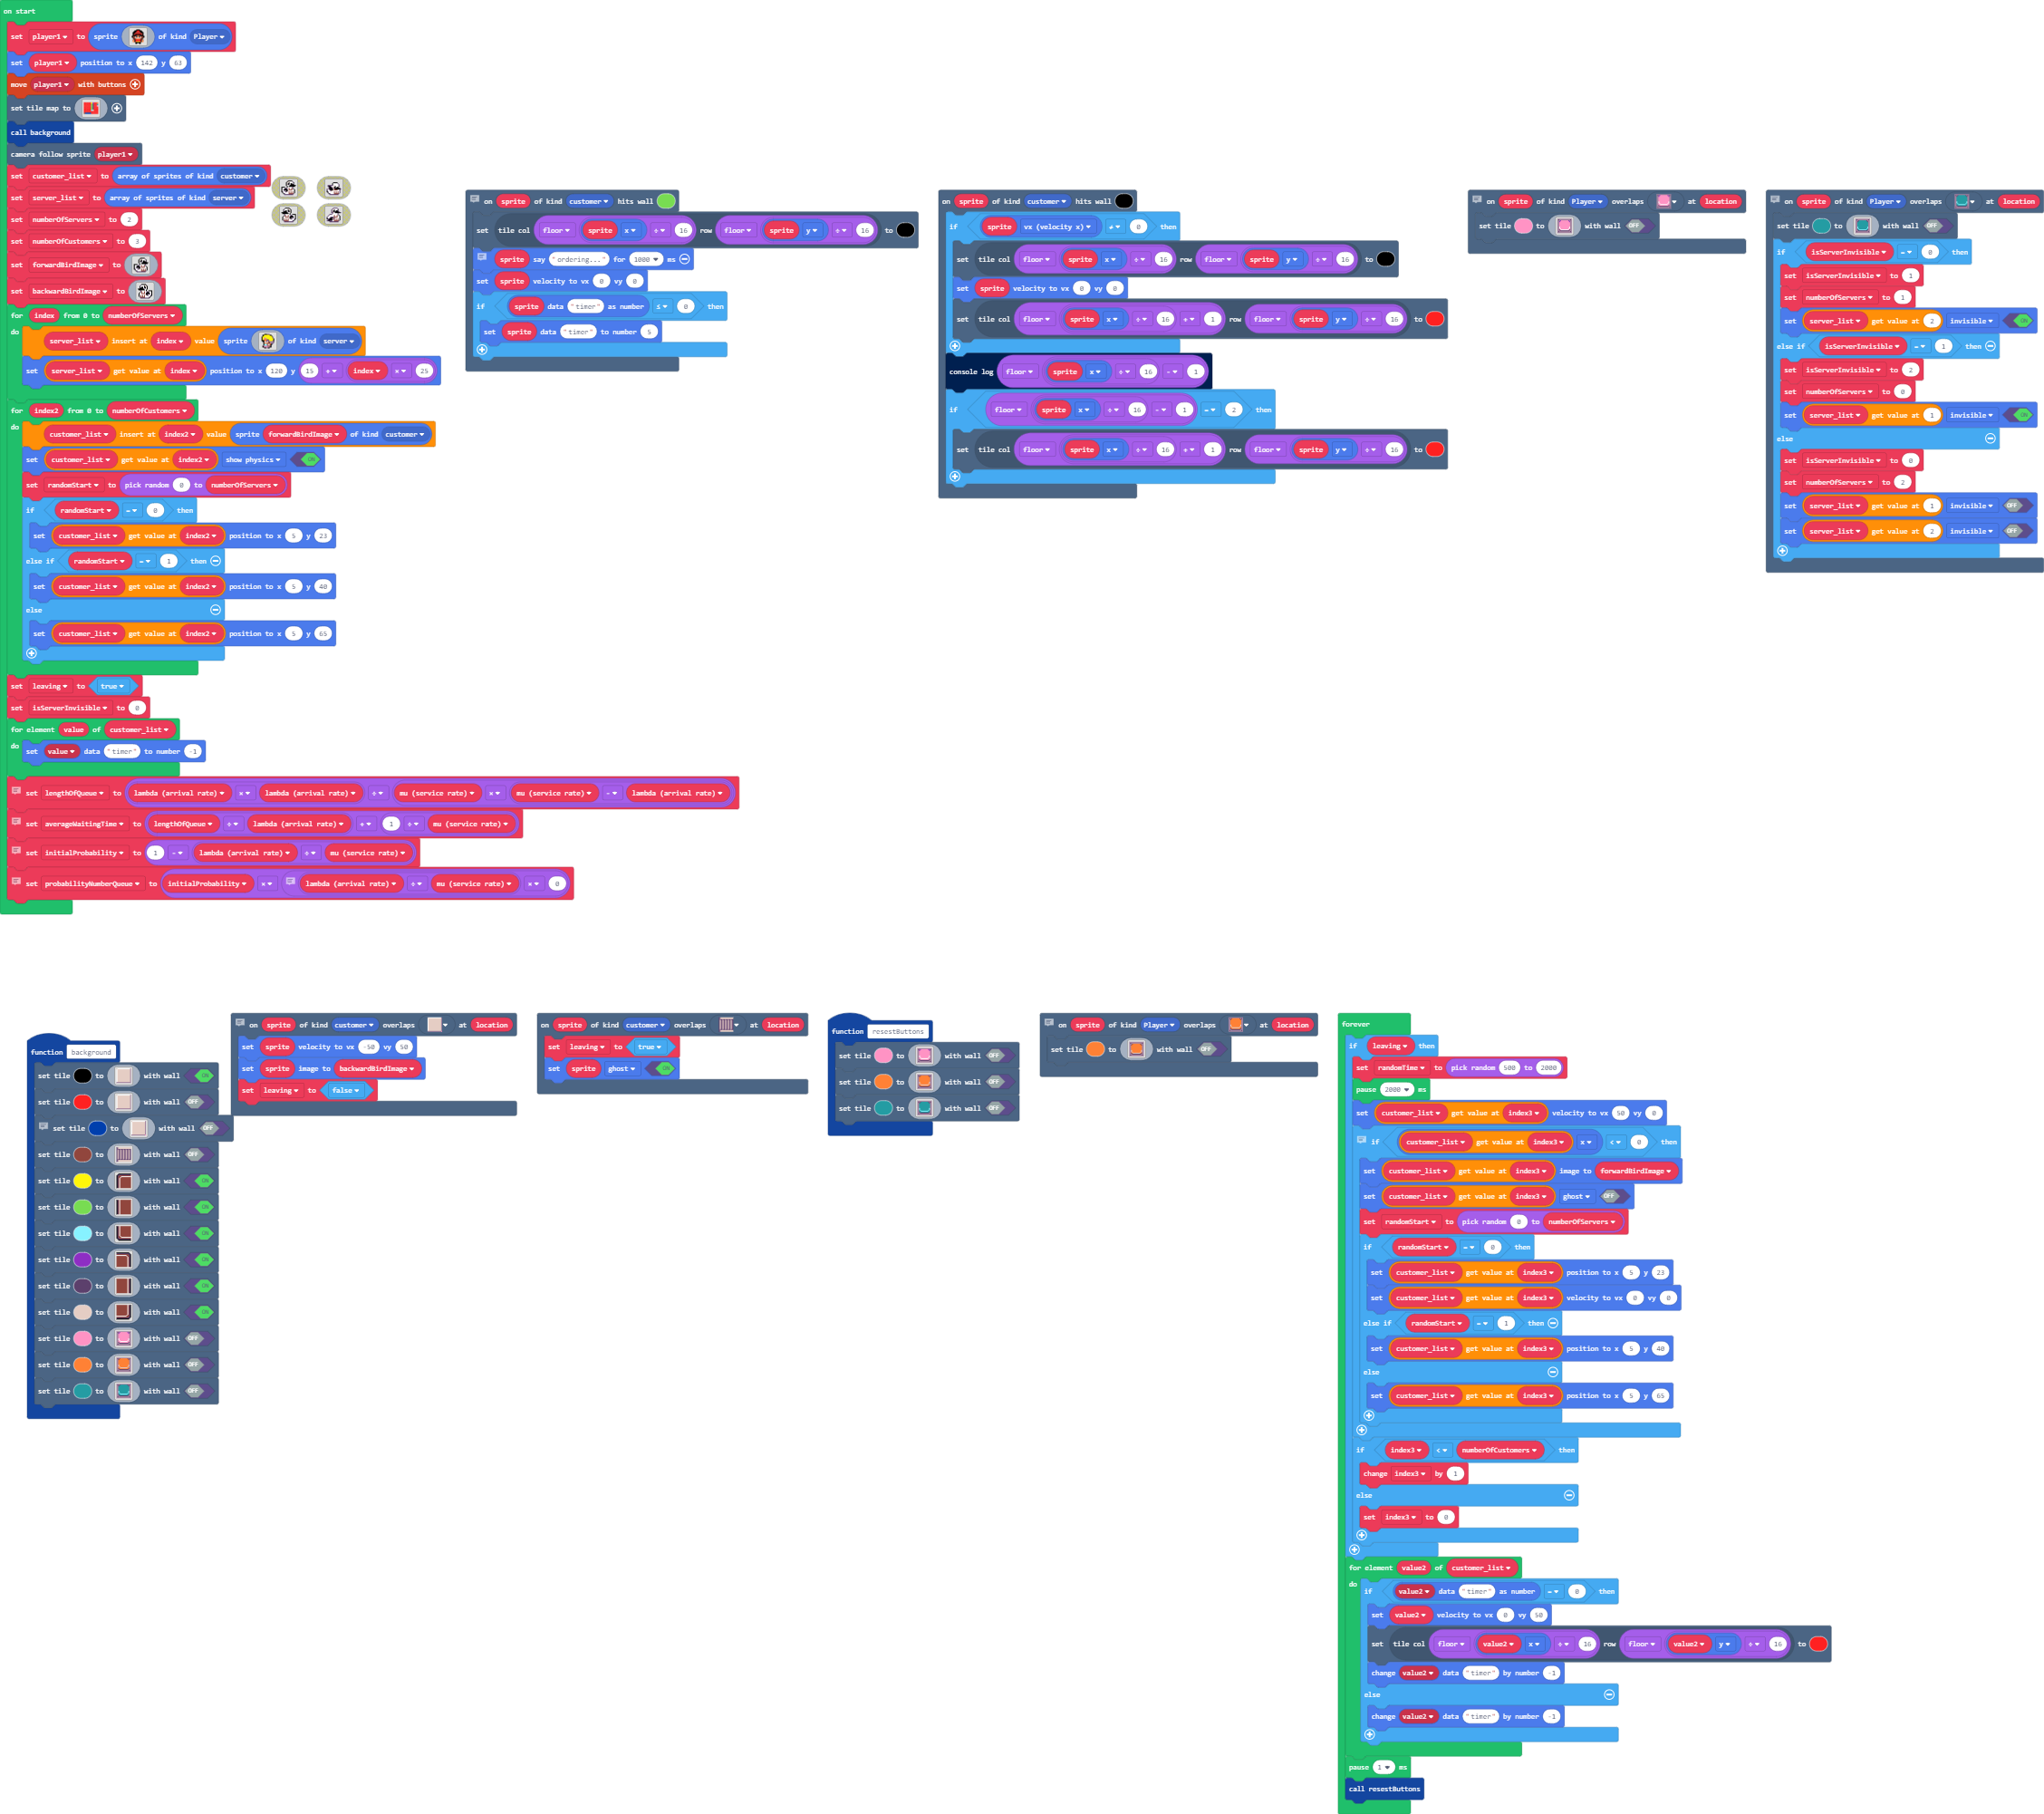 on start
set player1 to sprite of kind Player
set player1 position to x 142 y 63
move player1 with buttons
set tile map to
call background
camera follow sprite player1
set customer_list to array of sprites of kind customer
set server_list to array of sprites of kind server
set numberOfServers to 2
set numberOfCustomers to 3
set forwardBirdImage to
set backwardBirdImage to
for index from 0 to numberOfServers
do
server_list insert at index value sprite of kind server
set server_list get value at index position to x 120 y 15 + index × 25
for index2 from 0 to numberOfCustomers
do
customer_list insert at index2 value sprite forwardBirdImage of kind customer
set customer_list get value at index2 show physics ON
set randomStart to pick random 0 to numberOfServers
if randomStart = 0 then
set customer_list get value at index2 position to x 5 y 23
else if randomStart = 1 then
set customer_list get value at index2 position to x 5 y 40
else
set customer_list get value at index2 position to x 5 y 65
set leaving to true
set isServerInvisible to 0
for element value of customer_list
do set value data "timer" to number -1
set lengthOfQueue to lambda (arrival rate) × lambda (arrival rate) ÷ mu (service rate) × mu (service rate) - lambda (arrival rate)
set averageWaitingTime to lengthOfQueue ÷ lambda (arrival rate) + 1 ÷ mu (service rate)
set initialProbability to 1 - lambda (arrival rate) ÷ mu (service rate)
set probabilityNumberQueue to initialProbability × lambda (arrival rate) ÷ mu (service rate) × 0
on sprite of kind customer hits wall
set tile col floor sprite x ÷ 16 row floor sprite y ÷ 16 to
sprite say "ordering..." for 1000 ms
set sprite velocity to vx 0 vy 0
if sprite data "timer" as number ≤ 0 then
set sprite data "timer" to number 5
on sprite of kind customer hits wall
if sprite vx (velocity x) ≠ 0 then
set tile col floor sprite x ÷ 16 row floor sprite y ÷ 16 to
set sprite velocity to vx 0 vy 0
set tile col floor sprite x ÷ 16 + 1 row floor sprite y ÷ 16 to
console log floor sprite x ÷ 16 - 1
if floor sprite x ÷ 16 - 1 = 2 then
set tile col floor sprite x ÷ 16 + 1 row floor sprite y ÷ 16 to
on sprite of kind Player overlaps at location
set tile to with wall OFF
on sprite of kind Player overlaps at location
set tile to with wall OFF
if isServerInvisible = 0 then
set isServerInvisible to 1
set numberOfServers to 1
set server_list get value at 2 invisible ON
else if isServerInvisible = 1 then
set isServerInvisible to 2
set numberOfServers to 0
set server_list get value at 1 invisible ON
else
set isServerInvisible to 0
set numberOfServers to 2
set server_list get value at 1 invisible OFF
set server_list get value at 2 invisible OFF
function background
set tile to with wall ON
set tile to with wall OFF
set tile to with wall OFF
set tile to with wall OFF
set tile to with wall ON
set tile to with wall ON
set tile to with wall ON
set tile to with wall ON
set tile to with wall ON
set tile to with wall ON
set tile to with wall OFF
set tile to with wall OFF
set tile to with wall OFF
on sprite of kind customer overlaps at location
set sprite velocity to vx -50 vy 50
set sprite image to backwardBirdImage
set leaving to false
on sprite of kind customer overlaps at location
set leaving to true
set sprite ghost ON
function resestButtons
set tile to with wall OFF
set tile to with wall OFF
set tile to with wall OFF
on sprite of kind Player overlaps at location
set tile to with wall OFF
forever
if leaving then
set randomTime to pick random 500 to 2000
pause 2000 ms
set customer_list get value at index3 velocity to vx 50 vy 0
if customer_list get value at index3 x < 0 then
set customer_list get value at index3 image to forwardBirdImage
set customer_list get value at index3 ghost OFF
set randomStart to pick random 0 to numberOfServers
if randomStart = 0 then
set customer_list get value at index3 position to x 5 y 23
set customer_list get value at index3 velocity to vx 0 vy 0
else if randomStart = 1 then
set customer_list get value at index3 position to x 5 y 40
else
set customer_list get value at index3 position to x 5 y 65
if index3 < numberOfCustomers then
change index3 by 1
else
set index3 to 0
for element value2 of customer_list
do if value2 data "timer" as number = 0 then
set value2 velocity to vx 0 vy 50
set tile col floor value2 x ÷ 16 row floor value2 y ÷ 16 to
change value2 data "timer" by number -1
else
change value2 data "timer" by number -1
pause 1 ms
call resestButtons